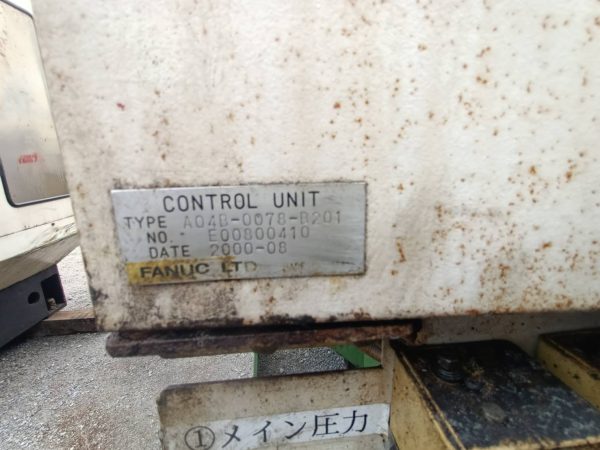 CONTROL UNIT
TYPE A04B-0078-B201
NO. E00800410
DATE 2000-08
FANUC LTD
①メイン圧力